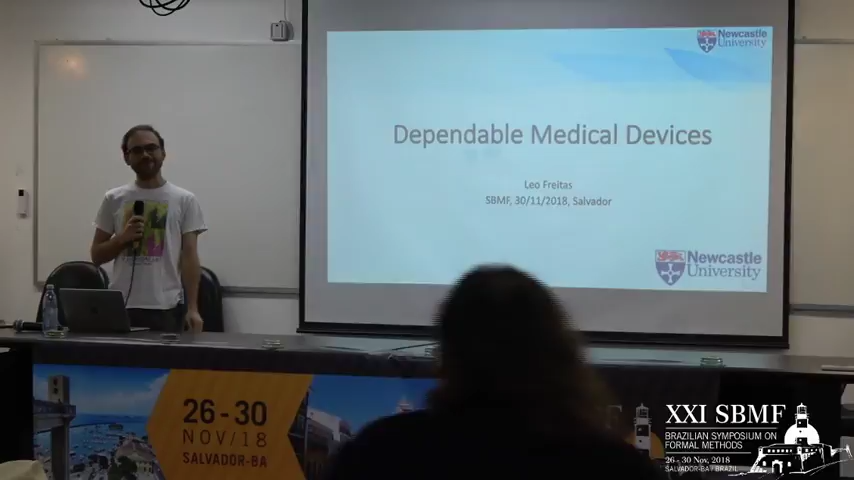 Newcastle
University
Dependable Medical Devices
Leo Freitas
SBMF, 30/11/2018, Salvador
Newcastle
University
26 - 30
NOV/18
SALVADOR-BA
XXI SBMF
BRAZILIAN SYMPOSIUM ON
FORMAL METHODS
26 - 30 Nov, 2018
SALVADOR-BA / BRAZIL